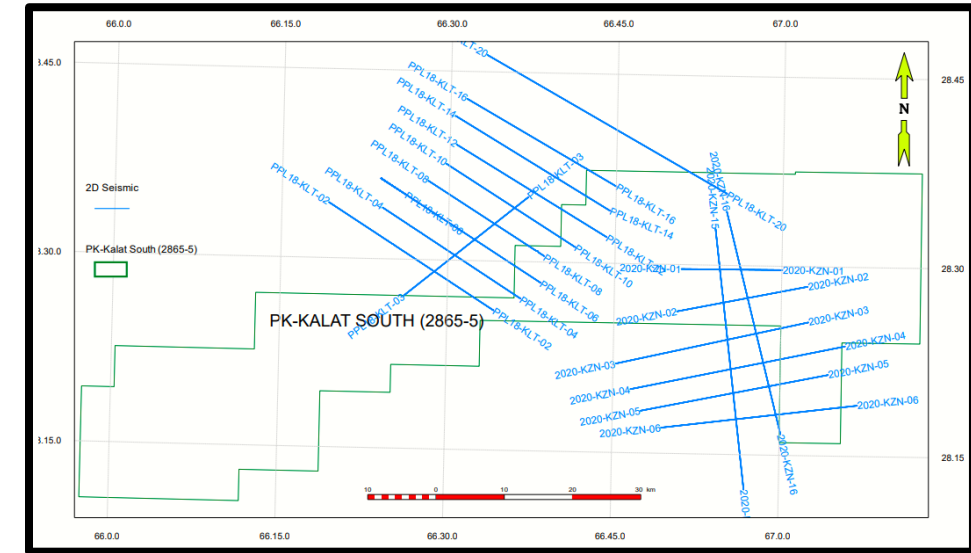 66.0.0 66.15.0 66.30.0 66.45.0 67.0.0
28.45
28.30
28.15
N
2D Seismic
PK-Kalat South (2865-5)
PK-KALAT SOUTH (2865-5)
KLT-20
PPL18-KLT-16
PPL18-KLT-14
PPL18-KLT-12
PPL18-KLT-10
PPL18-KLT-08
PPL18-KLT-04
PPL18-KLT-02
PPL18-KLT-03
PPL18-KLT-20
PPL18-KLT-16
PPL18-KLT-14
PPL18-KLT-12
PPL18-KLT-10
PPL18-KLT-08
PPL18-KLT-06
PPL18-KLT-04
PPL18-KLT-02
PPL18-KLT-03
2020-KZN-16
2020-KZN-15
2020-KZN-01
2020-KZN-01
2020-KZN-02
2020-KZN-02
2020-KZN-03
2020-KZN-03
2020-KZN-04
2020-KZN-04
2020-KZN-05
2020-KZN-05
2020-KZN-06
2020-KZN-06
2020-KZN-16
10 0 10 20 30 km
66.0.0 66.15.0 66.30.0 66.45.0 67.0.0